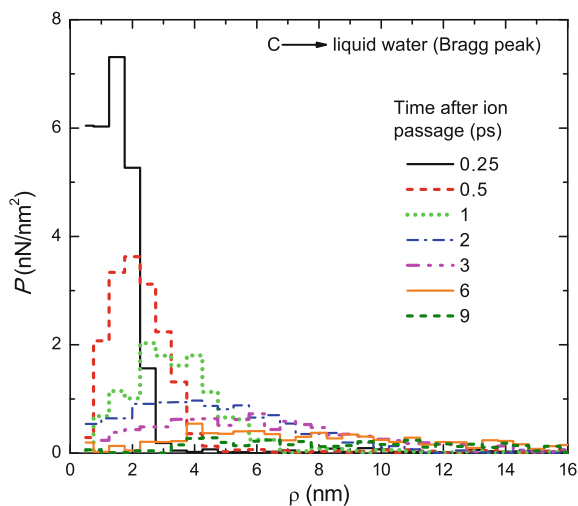 8
6
4
2
0
P (nN/nm²)
C → liquid water (Bragg peak)
Time after ion
passage (ps)
0.25
0.5
1
2
3
6
9
0 2 4 6 8 10 12 14 16
ρ (nm)